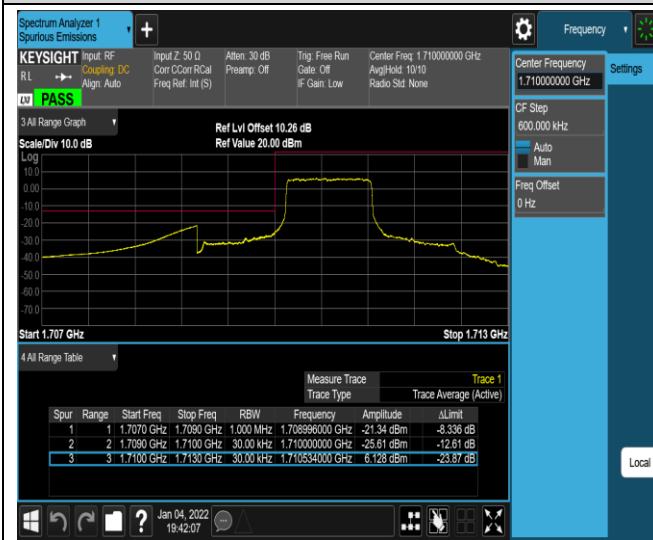 Spectrum Analyzer 1
Spurious Emissions
+
Frequency
KEYSIGHT
Input: RF
Coupling: DC
Align: Auto
Input Z: 50 Ω
Corr CCorr RCal
Freq Ref: Int (S)
Atten: 30 dB
Preamp: Off
Trig: Free Run
Gate: Off
IF Gain: Low
Center Freq: 1.710000000 GHz
Avg|Hold: 10/10
Radio Std: None
R L
LXI
PASS
Center Frequency
1.710000000 GHz
Settings
CF Step
600.000 kHz
Auto
Man
Freq Offset
0 Hz
3 All Range Graph
Scale/Div 10.0 dB
Ref Lvl Offset 10.26 dB
Ref Value 20.00 dBm
Log
10.0
0.00
-10.0
-20.0
-30.0
-40.0
-50.0
-60.0
-70.0
Start 1.707 GHz
Stop 1.713 GHz
4 All Range Table
Measure Trace Trace 1
Trace Type Trace Average (Active)
Spur Range Start Freq Stop Freq RBW Frequency Amplitude ΔLimit
1 1 1.7070 GHz 1.7090 GHz 1.000 MHz 1.708996000 GHz -21.34 dBm -8.336 dB
2 2 1.7090 GHz 1.7100 GHz 30.00 kHz 1.710000000 GHz -25.61 dBm -12.61 dB
3 3 1.7100 GHz 1.7130 GHz 30.00 kHz 1.710534000 GHz 6.128 dBm -23.87 dB
Local
?
Jan 04, 2022
19:42:07